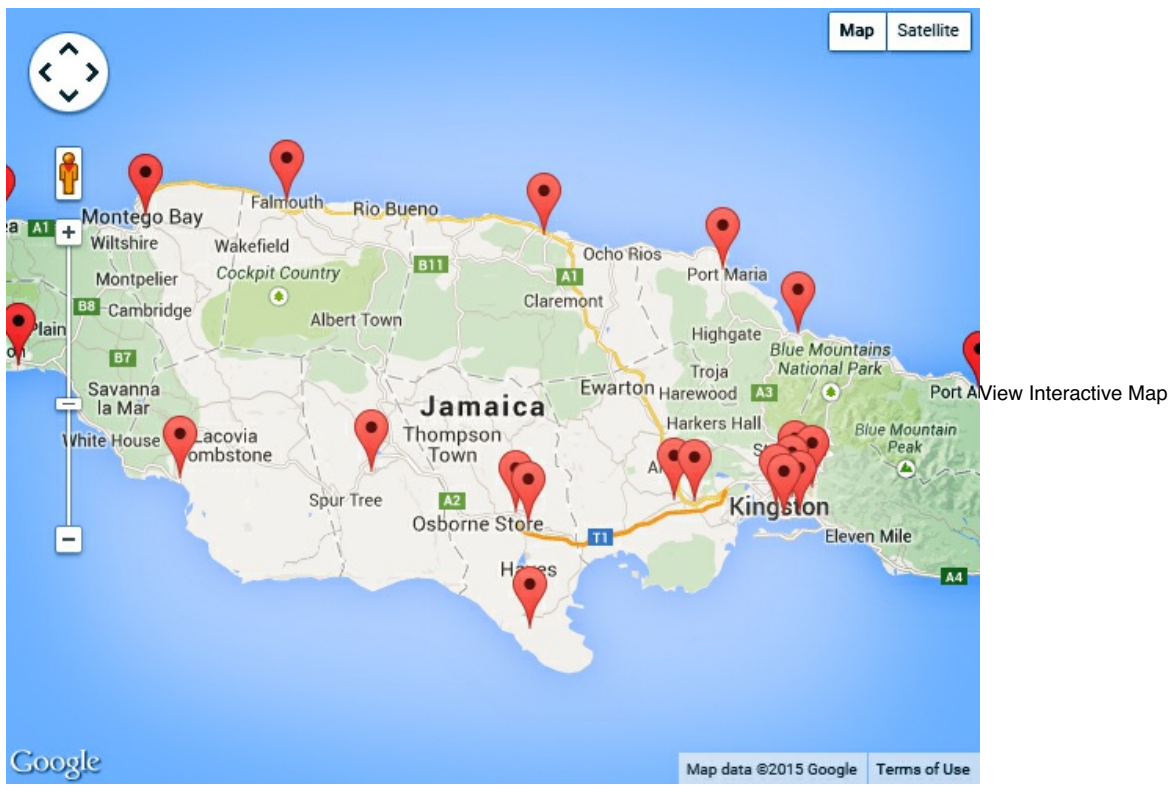 Map Satellite
Falmouth
Rio Bueno
Montego Bay
A1
Wiltshire
Wakefield
Ocho Rios
B11
Cockpit Country
Port Maria
A1
Montpelier
Claremont
B8
Cambridge
Albert Town
Plain
Highgate
Blue Mountains
National Park
B7
Troja
Savanna
la Mar
Ewarton
Harewood
A3
Port A
View Interactive Map
Jamaica
Harkers Hall
White House
Lacovia
Tombstone
Thompson
Town
Blue Mountain
Peak
Spur Tree
A2
Kingston
Osborne Store
T1
Eleven Mile
Hayes
A4
Google
Map data ©2015 Google
Terms of Use